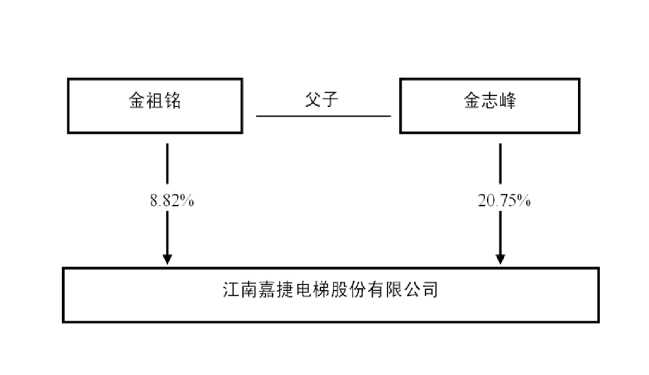 金祖铭
父子
金志峰
8.82%
20.75%
江南嘉捷电梯股份有限公司